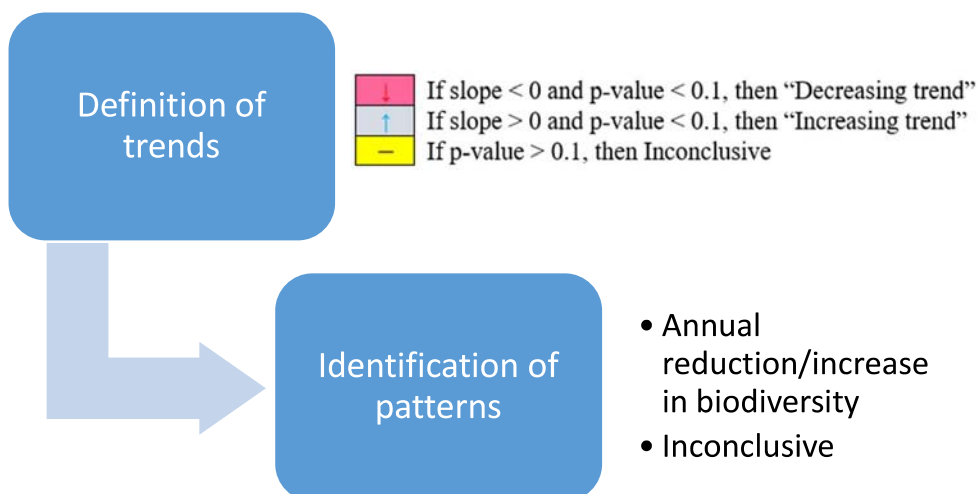 Definition of
trends
↓ If slope < 0 and p-value < 0.1, then “Decreasing trend”
↑ If slope > 0 and p-value < 0.1, then “Increasing trend”
– If p-value > 0.1, then Inconclusive
Identification of
patterns
• Annual
reduction/increase
in biodiversity
• Inconclusive